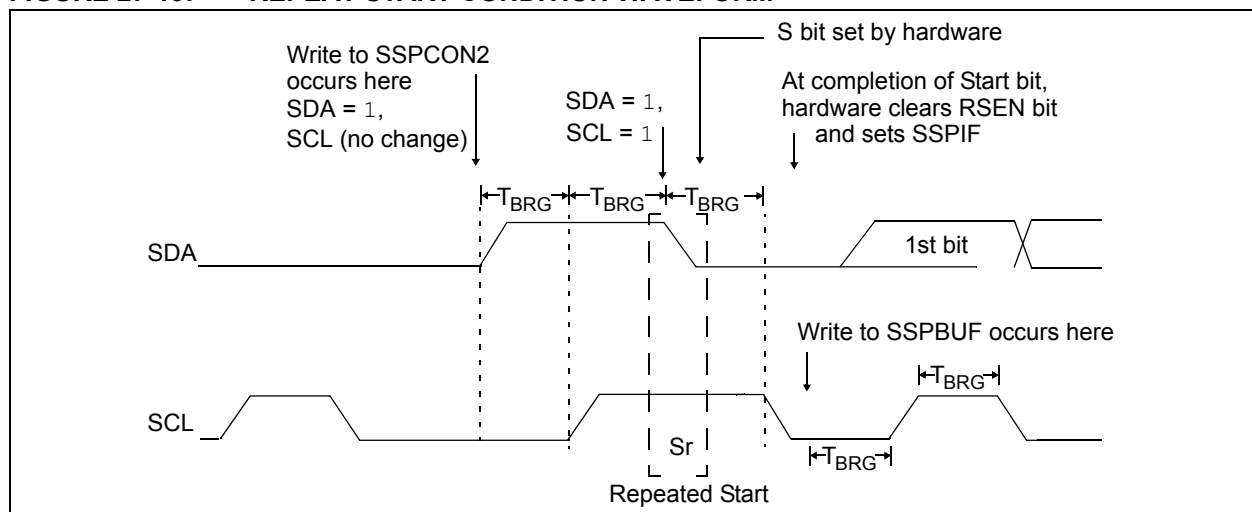 S bit set by hardware
Write to SSPCON2
occurs here
SDA = 1,
SCL (no change)
SDA = 1,
SCL = 1
At completion of Start bit,
hardware clears RSEN bit
and sets SSPIF
TBRG TBRG TBRG
SDA
1st bit
Write to SSPBUF occurs here
TBRG
SCL
Sr
TBRG
Repeated Start